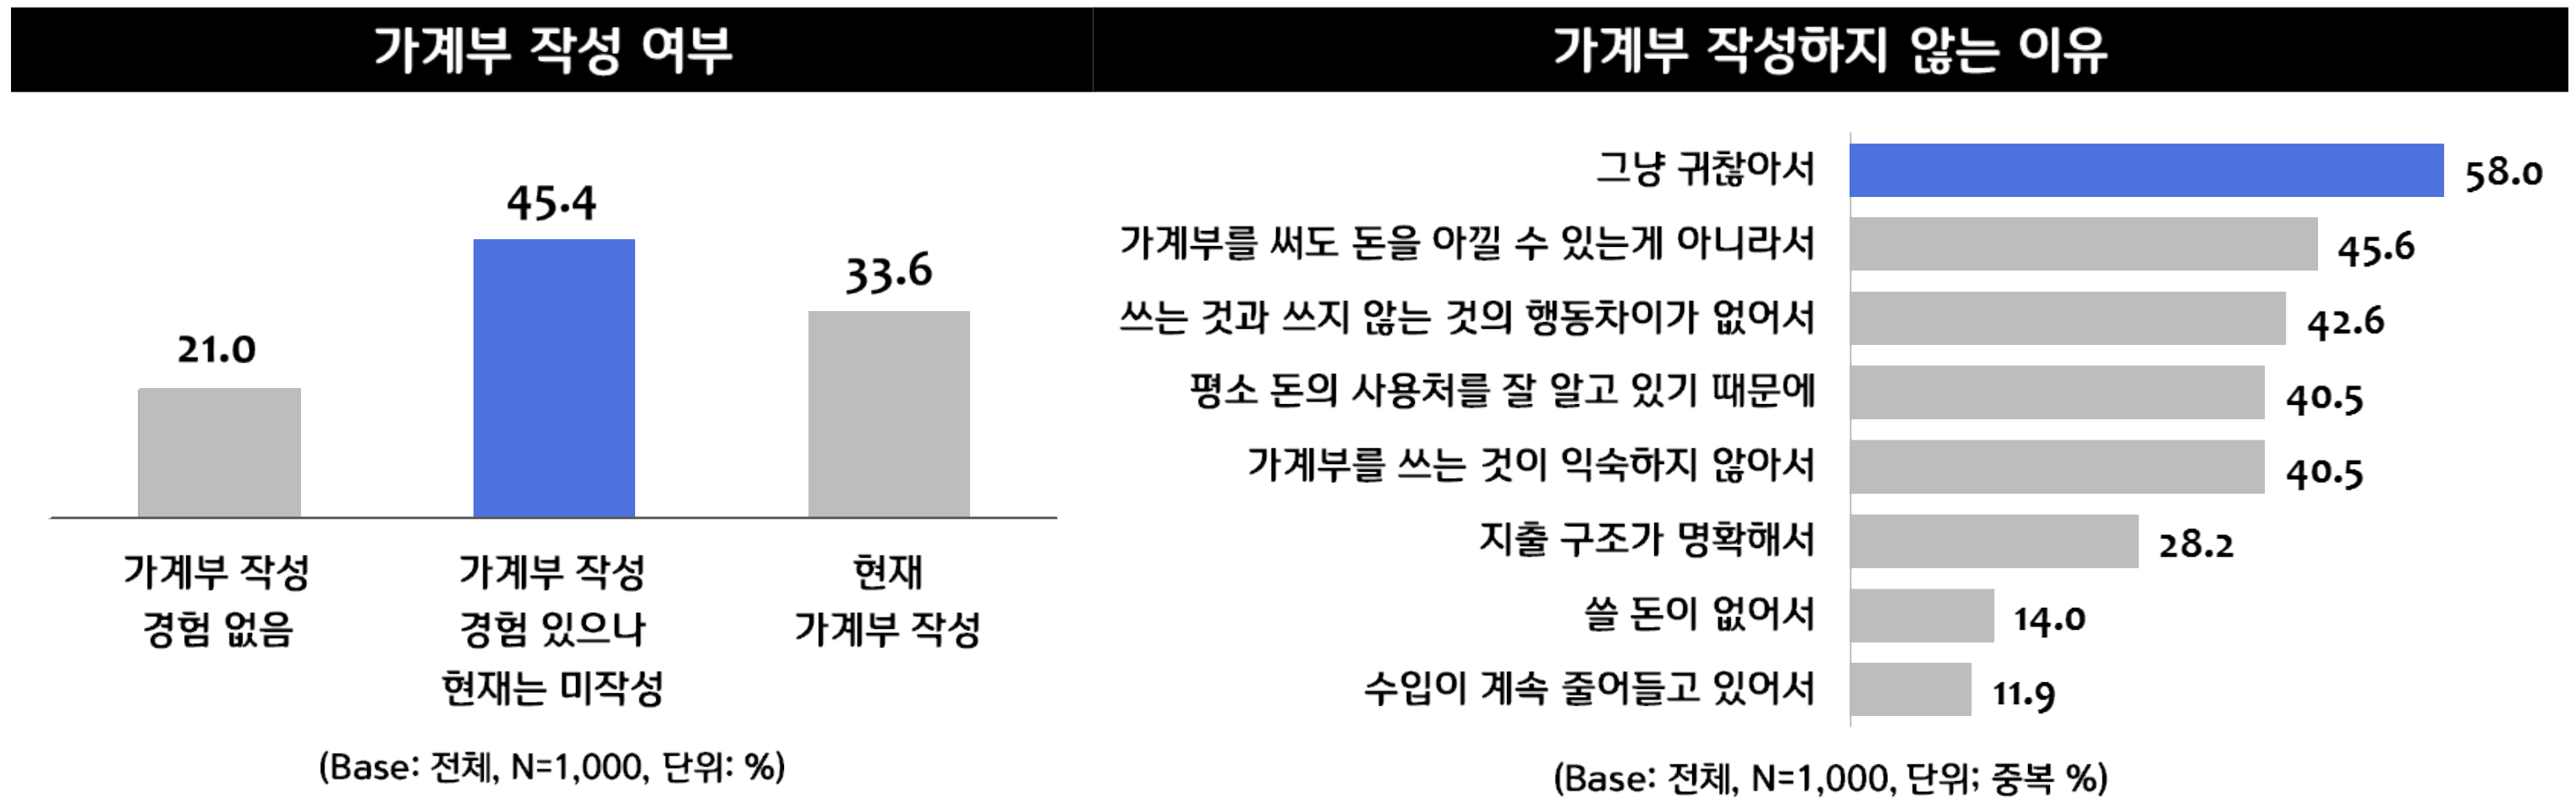 가계부 작성 여부
45.4
33.6
21.0
가계부 작성
경험 없음
가계부 작성
경험 있으나
현재는 미작성
현재
가계부 작성
(Base: 전체, N=1,000, 단위: %)
가계부 작성하지 않는 이유
그냥 귀찮아서 58.0
가계부를 써도 돈을 아낄 수 있는게 아니라서 45.6
쓰는 것과 쓰지 않는 것의 행동차이가 없어서 42.6
평소 돈의 사용처를 잘 알고 있기 때문에 40.5
가계부를 쓰는 것이 익숙하지 않아서 40.5
지출 구조가 명확해서 28.2
쓸 돈이 없어서 14.0
수입이 계속 줄어들고 있어서 11.9
(Base: 전체, N=1,000, 단위; 중복 %)